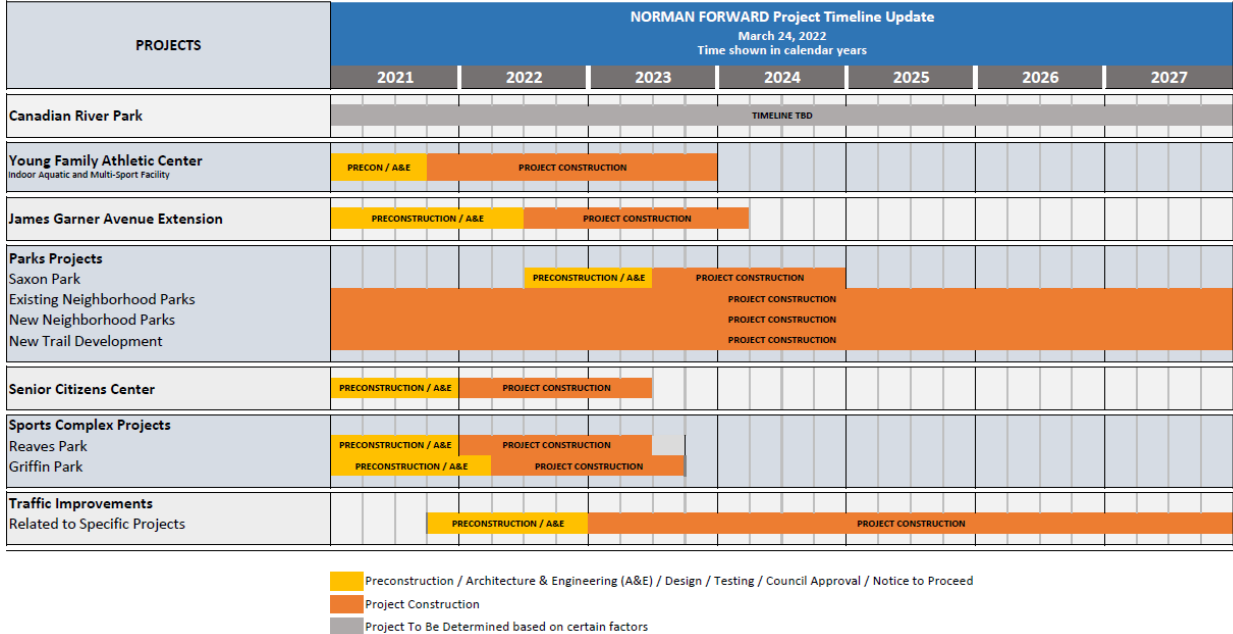 PROJECTS
NORMAN FORWARD Project Timeline Update
March 24, 2022
Time shown in calendar years
2021 2022 2023 2024 2025 2026 2027
Canadian River Park
TIMELINE TBD
Young Family Athletic Center
Indoor Aquatic and Multi-Sport Facility
PRECON / A&E PROJECT CONSTRUCTION
James Garner Avenue Extension
PRECONSTRUCTION / A&E PROJECT CONSTRUCTION
Parks Projects
Saxon Park
PRECONSTRUCTION / A&E PROJECT CONSTRUCTION
Existing Neighborhood Parks
PROJECT CONSTRUCTION
New Neighborhood Parks
PROJECT CONSTRUCTION
New Trail Development
PROJECT CONSTRUCTION
Senior Citizens Center
PRECONSTRUCTION / A&E PROJECT CONSTRUCTION
Sports Complex Projects
Reaves Park
PRECONSTRUCTION / A&E PROJECT CONSTRUCTION
Griffin Park
PRECONSTRUCTION / A&E PROJECT CONSTRUCTION
Traffic Improvements
Related to Specific Projects
PRECONSTRUCTION / A&E PROJECT CONSTRUCTION
Preconstruction / Architecture & Engineering (A&E) / Design / Testing / Council Approval / Notice to Proceed
Project Construction
Project To Be Determined based on certain factors